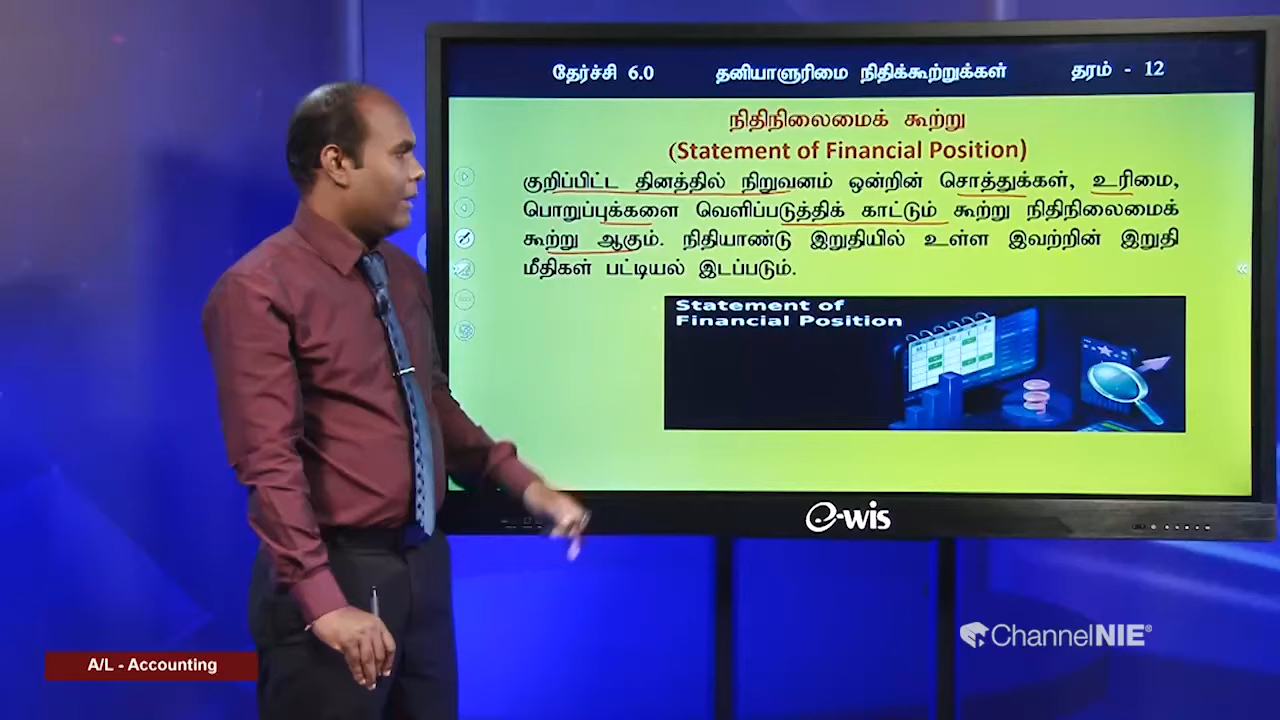 தேர்ச்சி 6.0 தனியாளுரிமை நிதிக்கூற்றுக்கள் தரம் - 12
நிதிநிலைமைக் கூற்று
(Statement of Financial Position)
குறிப்பிட்ட தினத்தில் நிறுவனம் ஒன்றின் சொத்துக்கள், உரிமை,
பொறுப்புக்களை வெளிப்படுத்திக் காட்டும் கூற்று நிதிநிலைமைக்
கூற்று ஆகும். நிதியாண்டு இறுதியில் உள்ள இவற்றின் இறுதி
மீதிகள் பட்டியல் இடப்படும்.
Statement of
Financial Position
e-wis
ChannelNIE®
A/L - Accounting